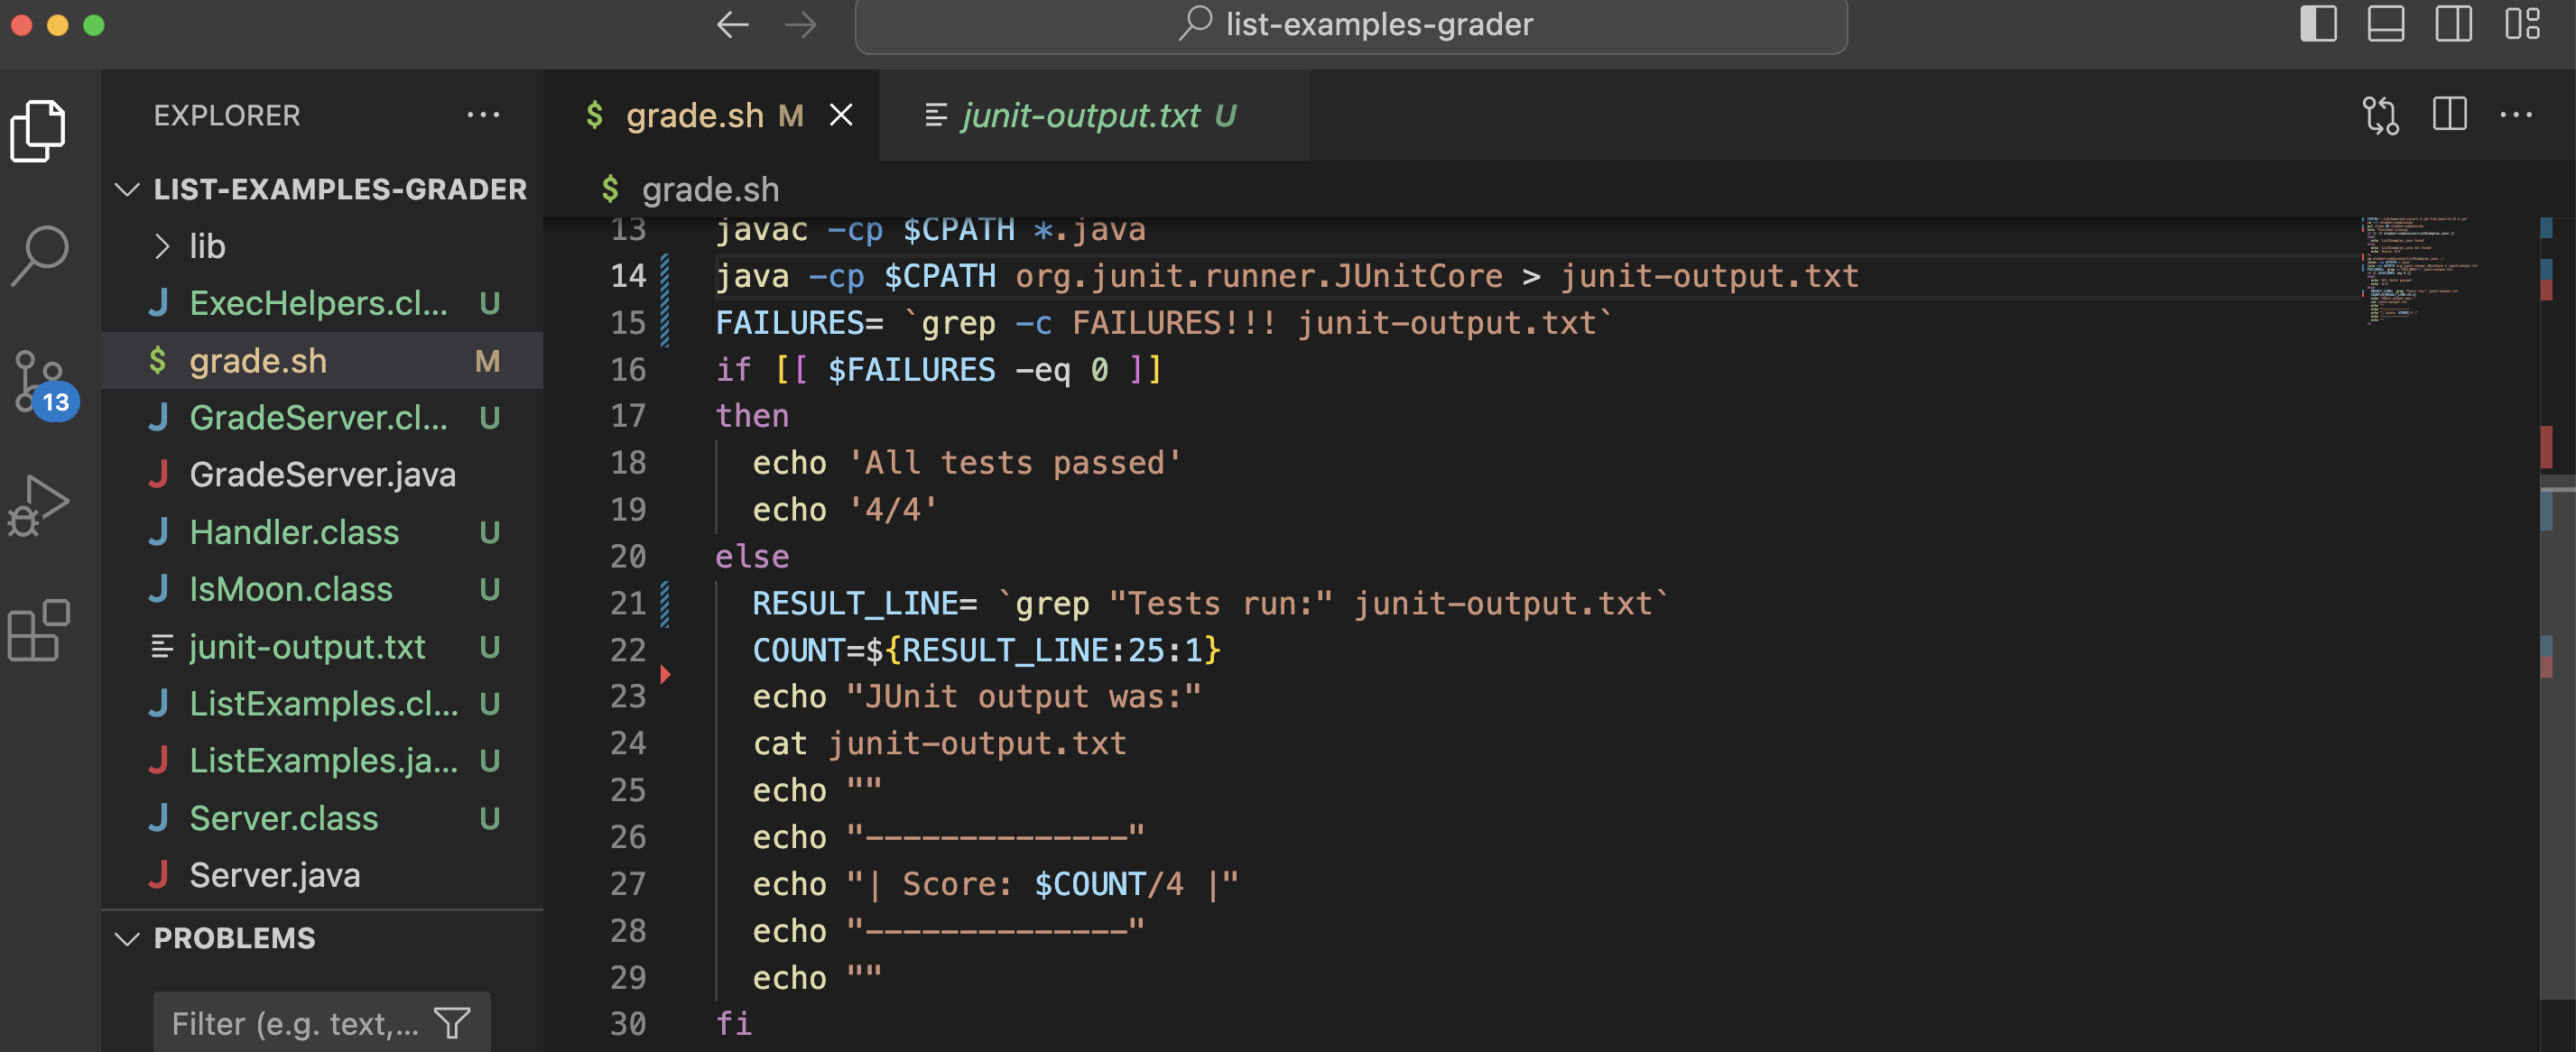 list-examples-grader
EXPLORER
LIST-EXAMPLES-GRADER
lib
ExecHelpers.cl... U
grade.sh M
GradeServer.cl... U
GradeServer.java
Handler.class U
IsMoon.class U
junit-output.txt U
ListExamples.cl... U
ListExamples.ja... U
Server.class U
Server.java
PROBLEMS
Filter (e.g. text,...
13
$ grade.sh M
junit-output.txt U
$ grade.sh
13 javac -cp $CPATH *.java
14 java -cp $CPATH org.junit.runner.JUnitCore > junit-output.txt
15 FAILURES= `grep -c FAILURES!!! junit-output.txt`
16 if [[ $FAILURES -eq 0 ]]
17 then
18 echo 'All tests passed'
19 echo '4/4'
20 else
21 RESULT_LINE= `grep "Tests run:" junit-output.txt`
22 COUNT=${RESULT_LINE:25:1}
23 echo "JUnit output was:"
24 cat junit-output.txt
25 echo ""
26 echo "--------------"
27 echo "| Score: $COUNT/4 |"
28 echo "--------------"
29 echo ""
30 fi